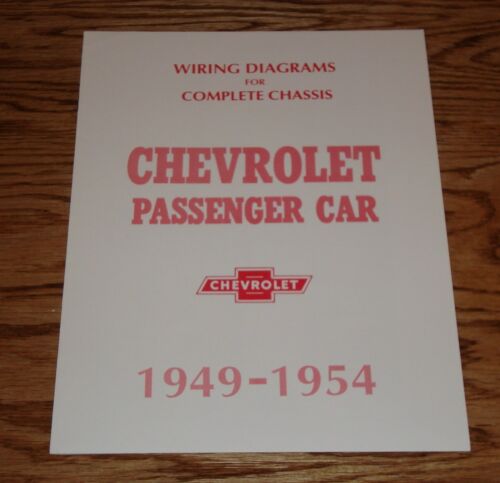 WIRING DIAGRAMS
FOR
COMPLETE CHASSIS
CHEVROLET
PASSENGER CAR
CHEVROLET
1949-1954